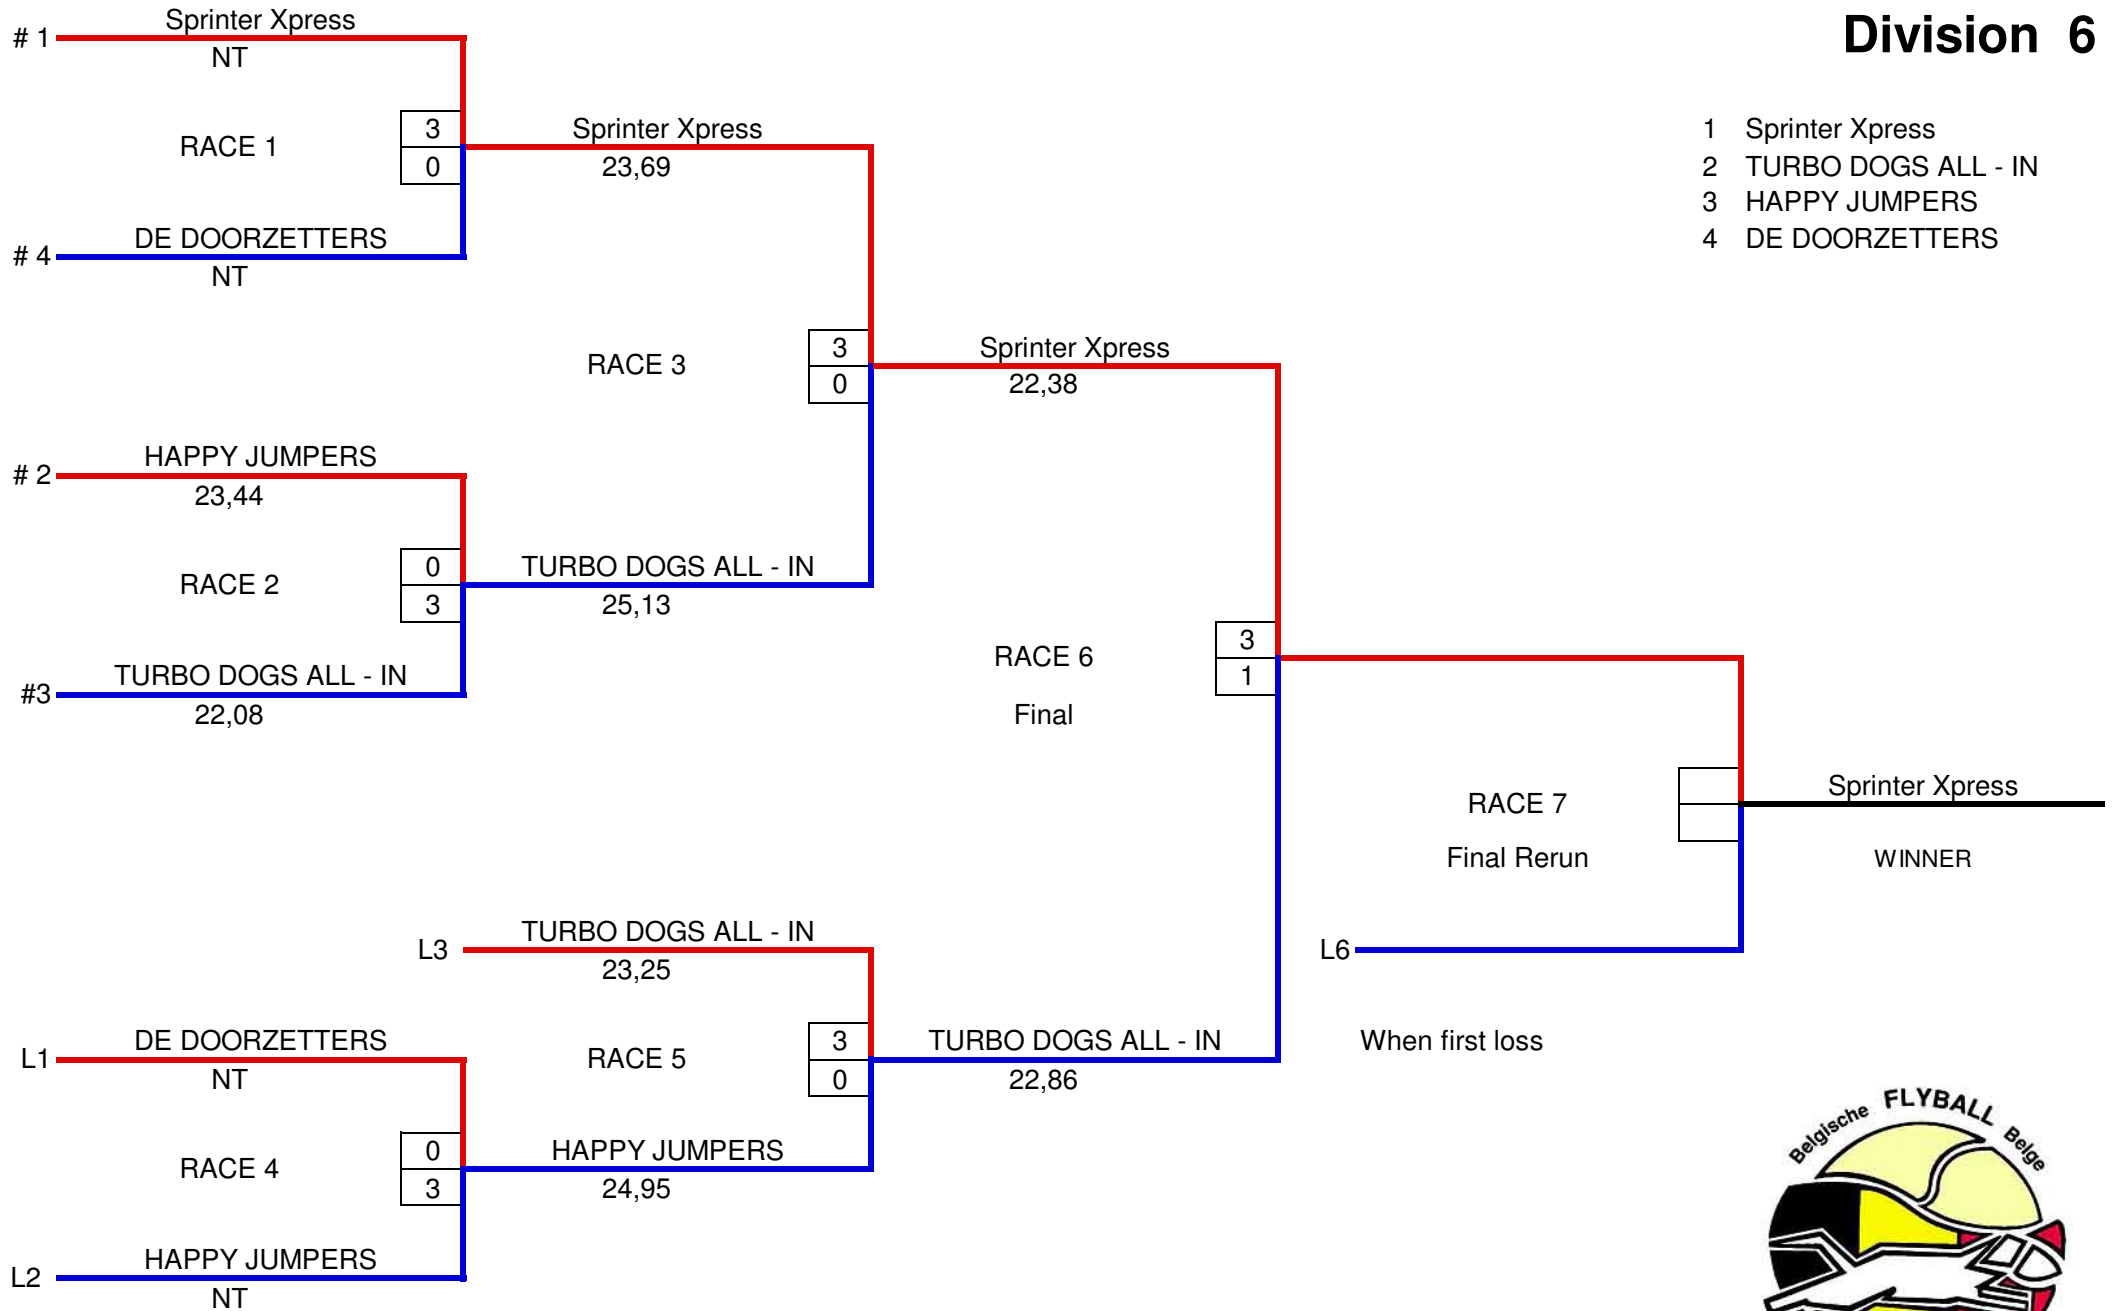 Division 6
1 Sprinter Xpress
2 TURBO DOGS ALL - IN
3 HAPPY JUMPERS
4 DE DOORZETTERS
# 1
Sprinter Xpress
NT
RACE 1
3
0
# 4
DE DOORZETTERS
NT
Sprinter Xpress
23,69
RACE 3
3
0
# 2
HAPPY JUMPERS
23,44
RACE 2
0
3
#3
TURBO DOGS ALL - IN
22,08
TURBO DOGS ALL - IN
25,13
Sprinter Xpress
22,38
RACE 6
Final
3
1
RACE 7
Final Rerun
Sprinter Xpress
WINNER
L6
When first loss
L3
TURBO DOGS ALL - IN
23,25
RACE 5
3
0
TURBO DOGS ALL - IN
22,86
L1
DE DOORZETTERS
NT
RACE 4
0
3
HAPPY JUMPERS
24,95
L2
HAPPY JUMPERS
NT
Belgische FLYBALL Belge